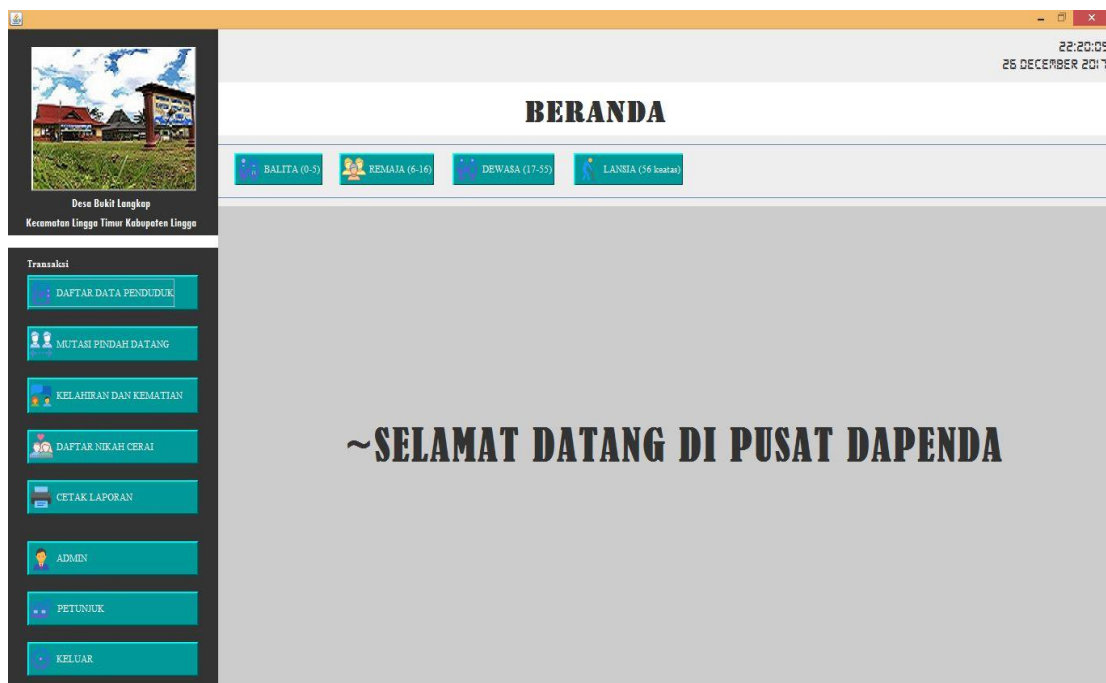 22:20:05
26 DECEMBER 2017
BERANDA
BALITA (0-5)
REMAJA (6-16)
DEWASA (17-55)
LANSIA (56 keatas)
Desa Bukit Langkap
Kecamatan Lingga Timur Kabupaten Lingga
Transaksi
DAFTAR DATA PENDUDUK
MUTASI PINDAH DATANG
KELAHIRAN DAN KEMATIAN
DAFTAR NIKAH CERAI
CETAK LAPORAN
ADMIN
PETUNJUK
KELUAR
~SELAMAT DATANG DI PUSAT DAPENDA